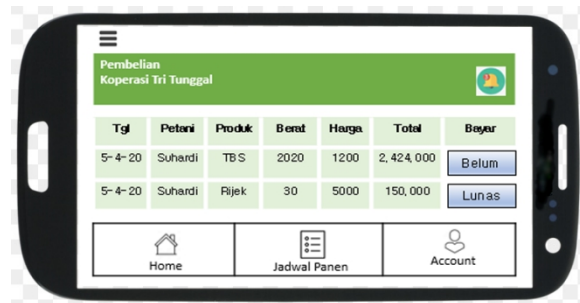 Pembelian
Koperasi Tri Tunggal
Tgl Petani Produk Berat Harga Total Bayar
5-4-20 Suhardi TBS 2020 1200 2,424,000 Belum
5-4-20 Suhardi Rijek 30 5000 150,000 Lunas
Home Jadwal Panen Account